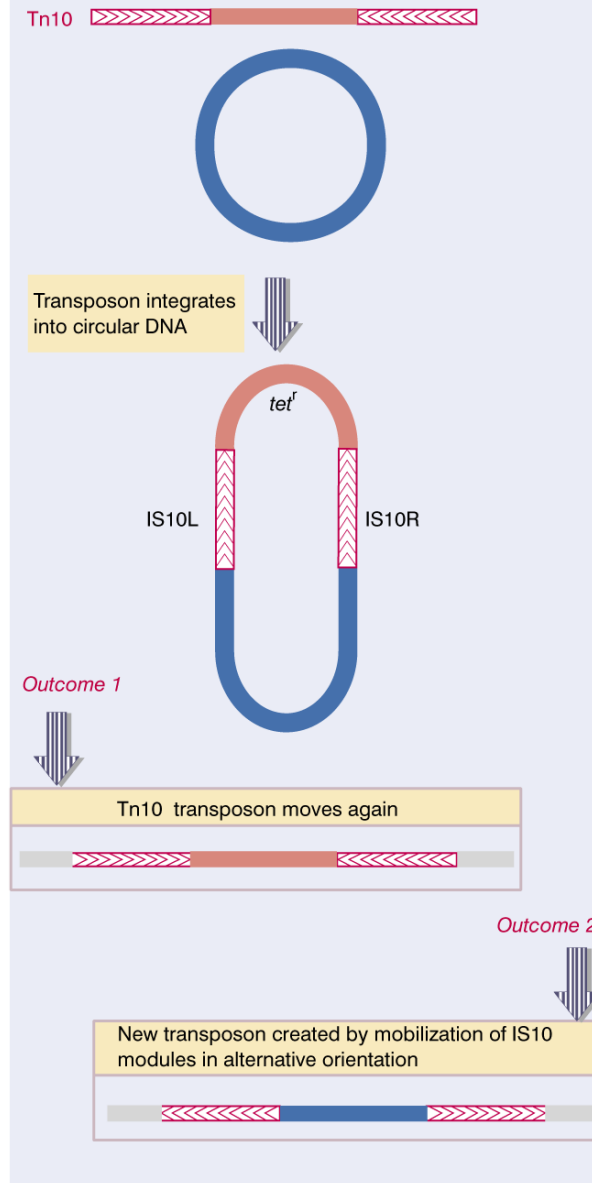 Tn10
Transposon integrates
into circular DNA
tetʳ
IS10L
IS10R
Outcome 1
Tn10 transposon moves again
Outcome 2
New transposon created by mobilization of IS10
modules in alternative orientation